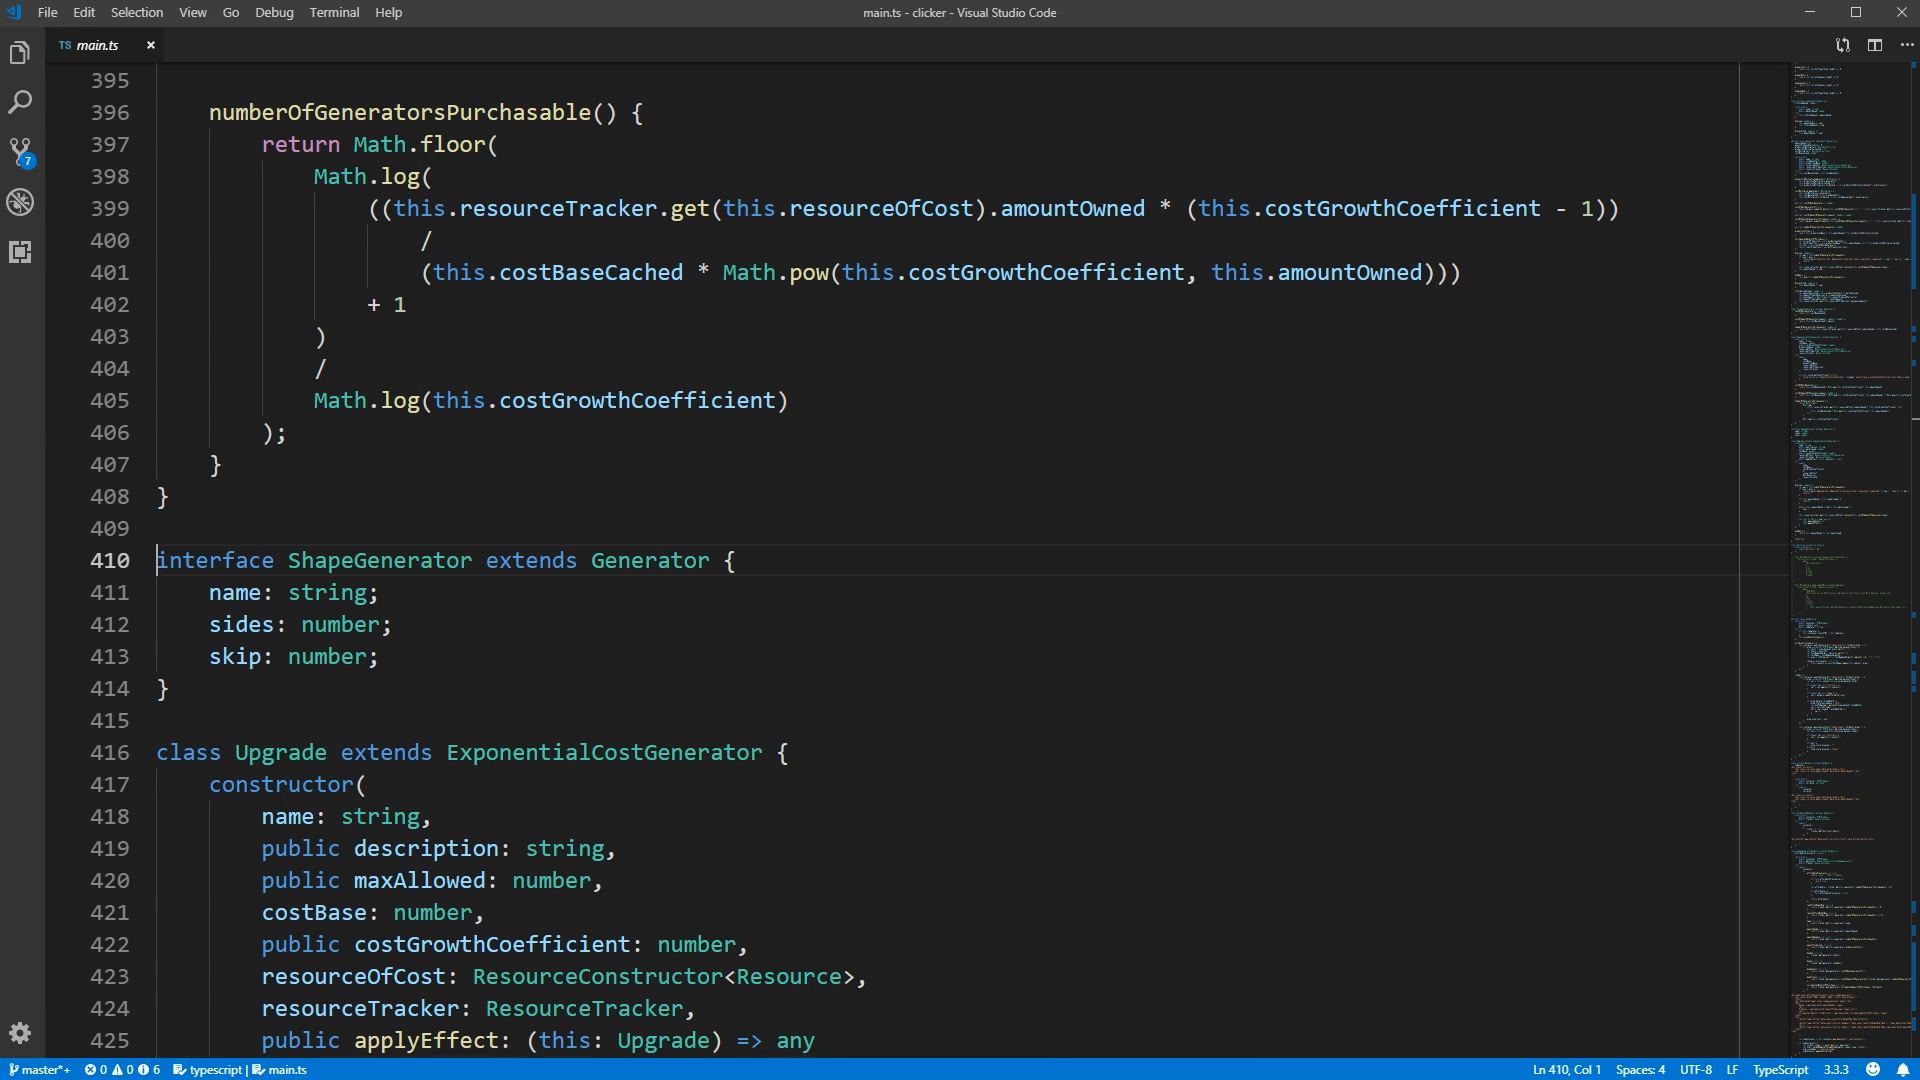 File Edit Selection View Go Debug Terminal Help
main.ts - clicker - Visual Studio Code
TS main.ts
7
395
396 numberOfGeneratorsPurchasable() {
397 return Math.floor(
398 Math.log(
399 ((this.resourceTracker.get(this.resourceOfCost).amountOwned * (this.costGrowthCoefficient - 1))
400 /
401 (this.costBaseCached * Math.pow(this.costGrowthCoefficient, this.amountOwned)))
402 + 1
403 )
404 /
405 Math.log(this.costGrowthCoefficient)
406 );
407 }
408 }
409
410 interface ShapeGenerator extends Generator {
411 name: string;
412 sides: number;
413 skip: number;
414 }
415
416 class Upgrade extends ExponentialCostGenerator {
417 constructor(
418 name: string,
419 public description: string,
420 public maxAllowed: number,
421 costBase: number,
422 public costGrowthCoefficient: number,
423 resourceOfCost: ResourceConstructor<Resource>,
424 resourceTracker: ResourceTracker,
425 public applyEffect: (this: Upgrade) => any
master*+ 0 0 6 typescript | main.ts
Ln 410, Col 1 Spaces: 4 UTF-8 LF TypeScript 3.3.3